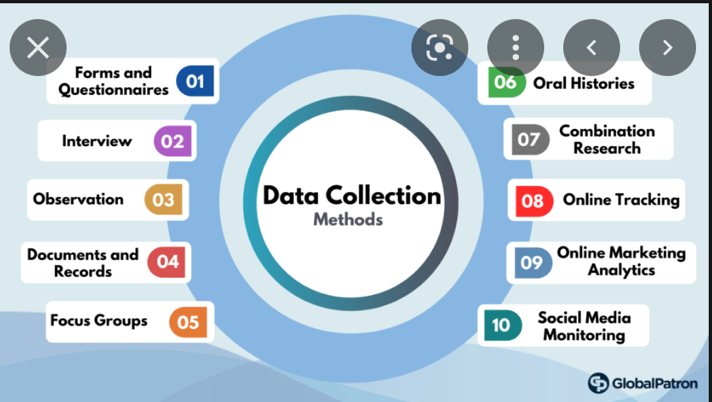 Forms and
Questionnaires
01
Interview
02
Observation
03
Documents and
Records
04
Focus Groups
05
Data Collection
Methods
06
Oral Histories
07
Combination
Research
08
Online Tracking
09
Online Marketing
Analytics
10
Social Media
Monitoring
GlobalPatron